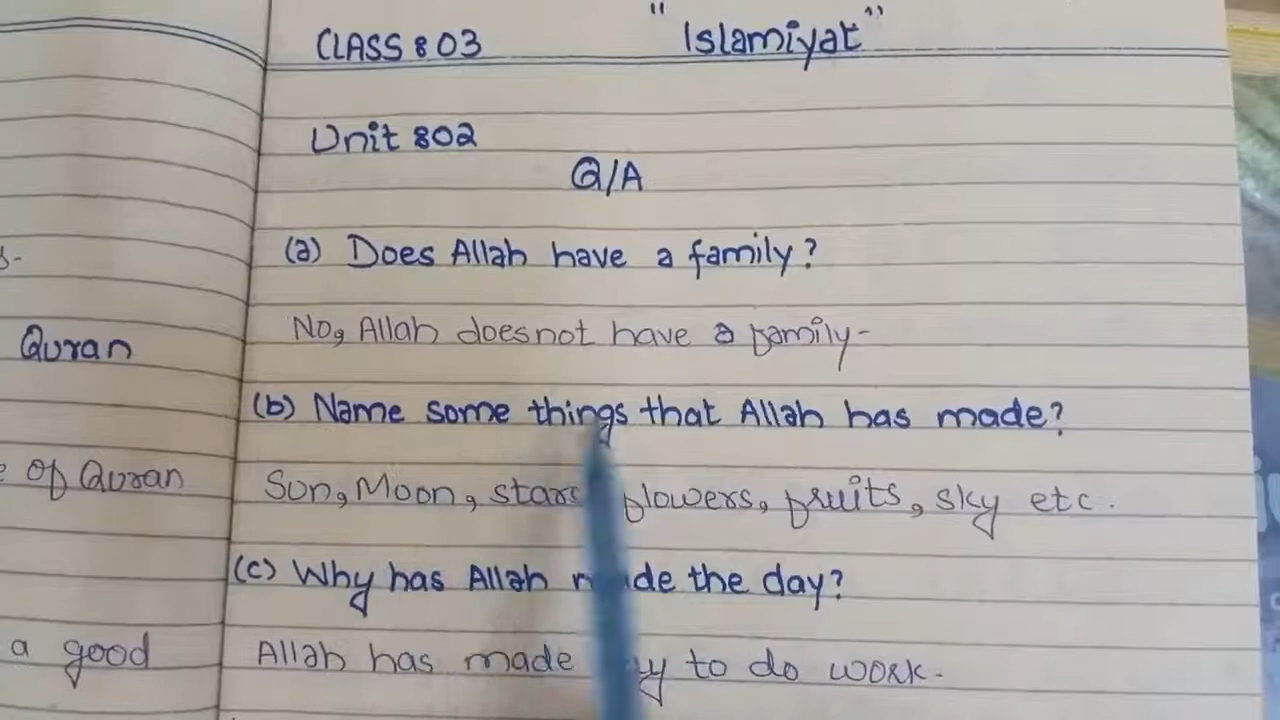 s-
Quran
of Quran
a good
CLASS 803
"Islamiyat"
Unit 802
Q/A
(a) Does Allah have a family?
No, Allah does not have a family-
(b) Name some things that Allah has made?
Sun, Moon, stars flowers, fruits, sky etc.
(c) Why has Allah made the day?
Allah has made to do work.